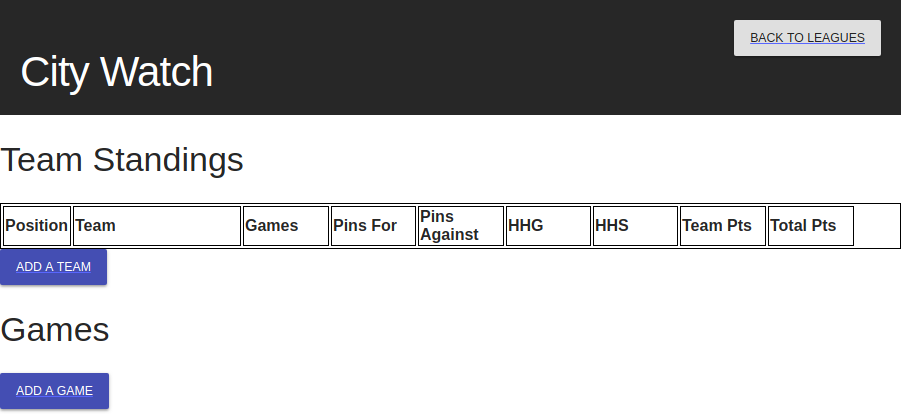 BACK TO LEAGUES
City Watch
Team Standings
Position Team Games Pins For Pins Against HHG HHS Team Pts Total Pts
ADD A TEAM
Games
ADD A GAME